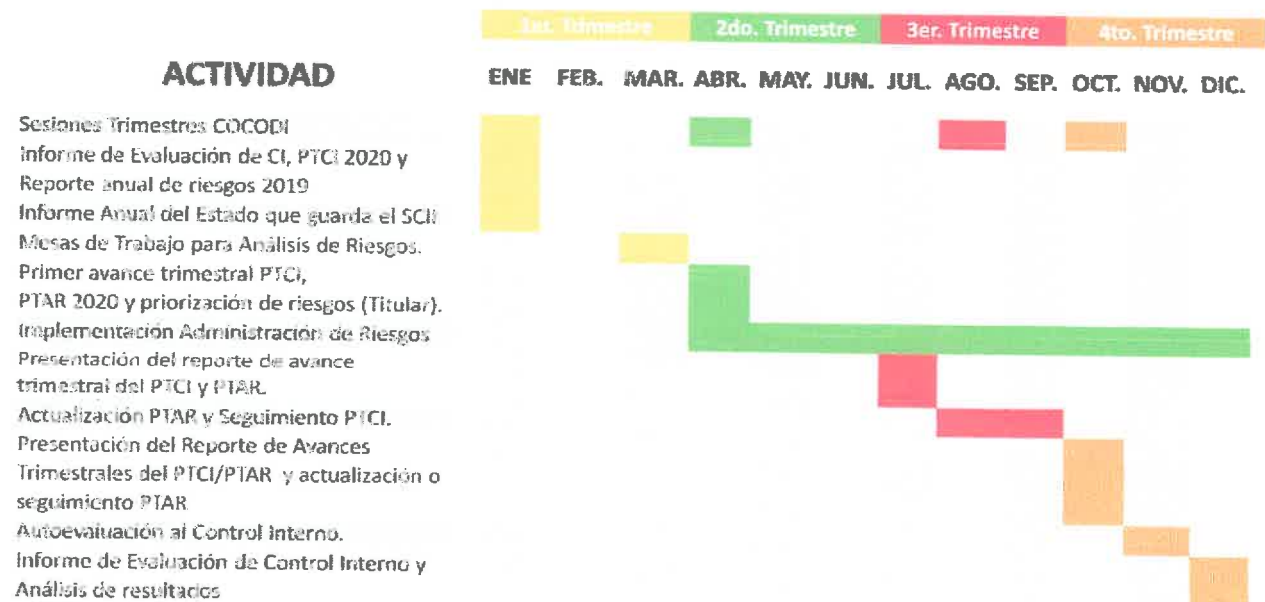 1er. Trimestre 2do. Trimestre 3er. Trimestre 4to. Trimestre
ACTIVIDAD ENE FEB. MAR. ABR. MAY. JUN. JUL. AGO. SEP. OCT. NOV. DIC.
Sesiones Trimestres COCODI
Informe de Evaluación de CI, PTCI 2020 y
Reporte anual de riesgos 2019
Informe Anual del Estado que guarda el SCII
Mesas de Trabajo para Análisis de Riesgos.
Primer avance trimestral PTCI,
PTAR 2020 y priorización de riesgos (Titular).
Implementación Administración de Riesgos
Presentación del reporte de avance
trimestral del PTCI y PTAR.
Actualización PTAR y Seguimiento PTCI.
Presentación del Reporte de Avances
Trimestrales del PTCI/PTAR y actualización o
seguimiento PTAR
Autoevaluación al Control Interno.
Informe de Evaluación de Control Interno y
Análisis de resultados